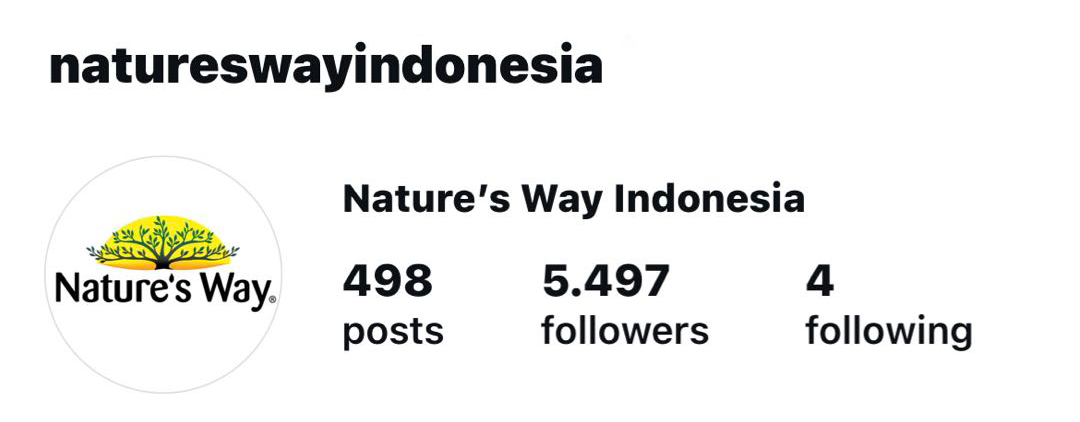 natureswayindonesia
Nature's Way®
Nature’s Way Indonesia
498 5.497 4
posts followers following